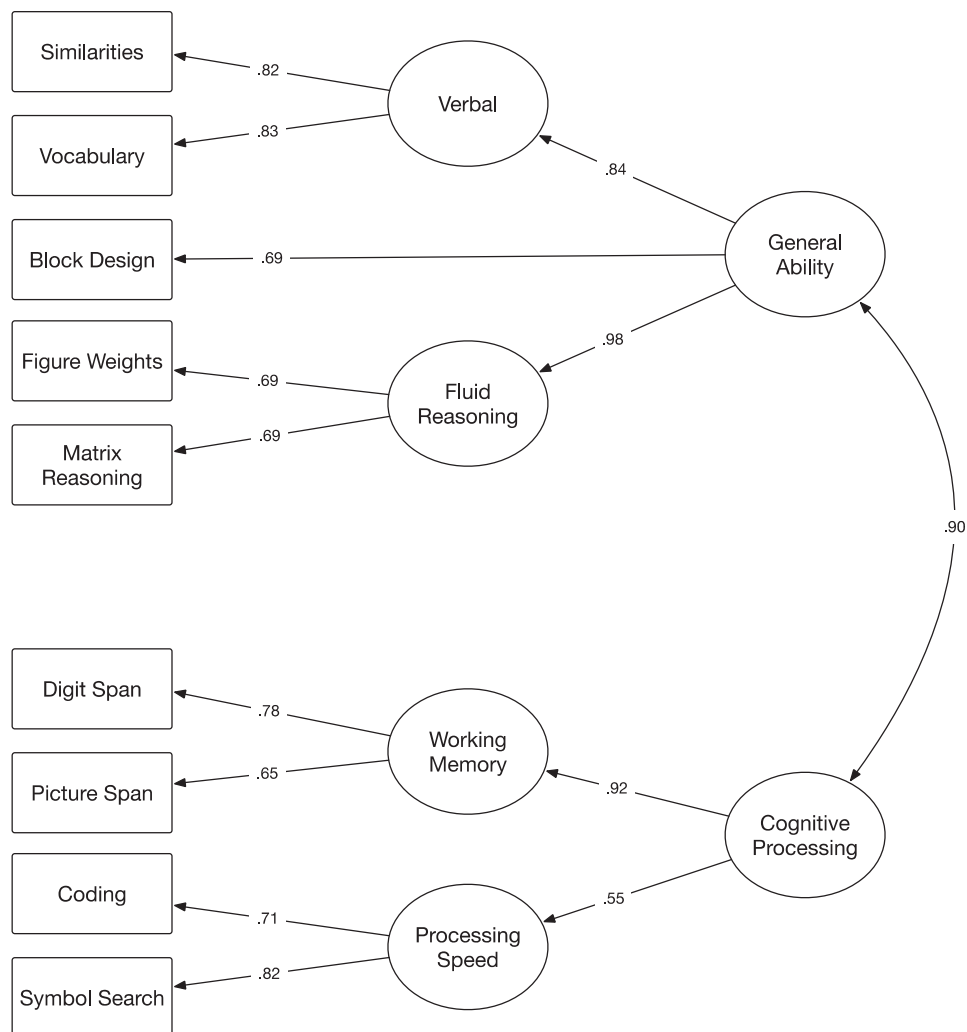 Similarities
.82
Verbal
.83
Vocabulary
.84
General
Ability
Block Design
.69
.98
Figure Weights
.69
Fluid
Reasoning
.69
Matrix
Reasoning
.90
Digit Span
.78
Working
Memory
.65
Picture Span
.92
Cognitive
Processing
Coding
.71
.55
Processing
Speed
.82
Symbol Search